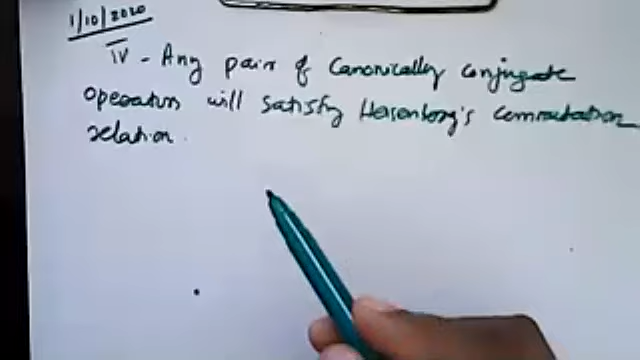 1/10/2020
IV - Any pair of Canonically conjugate
operators will satisfy Heisenberg's commutation
relation.